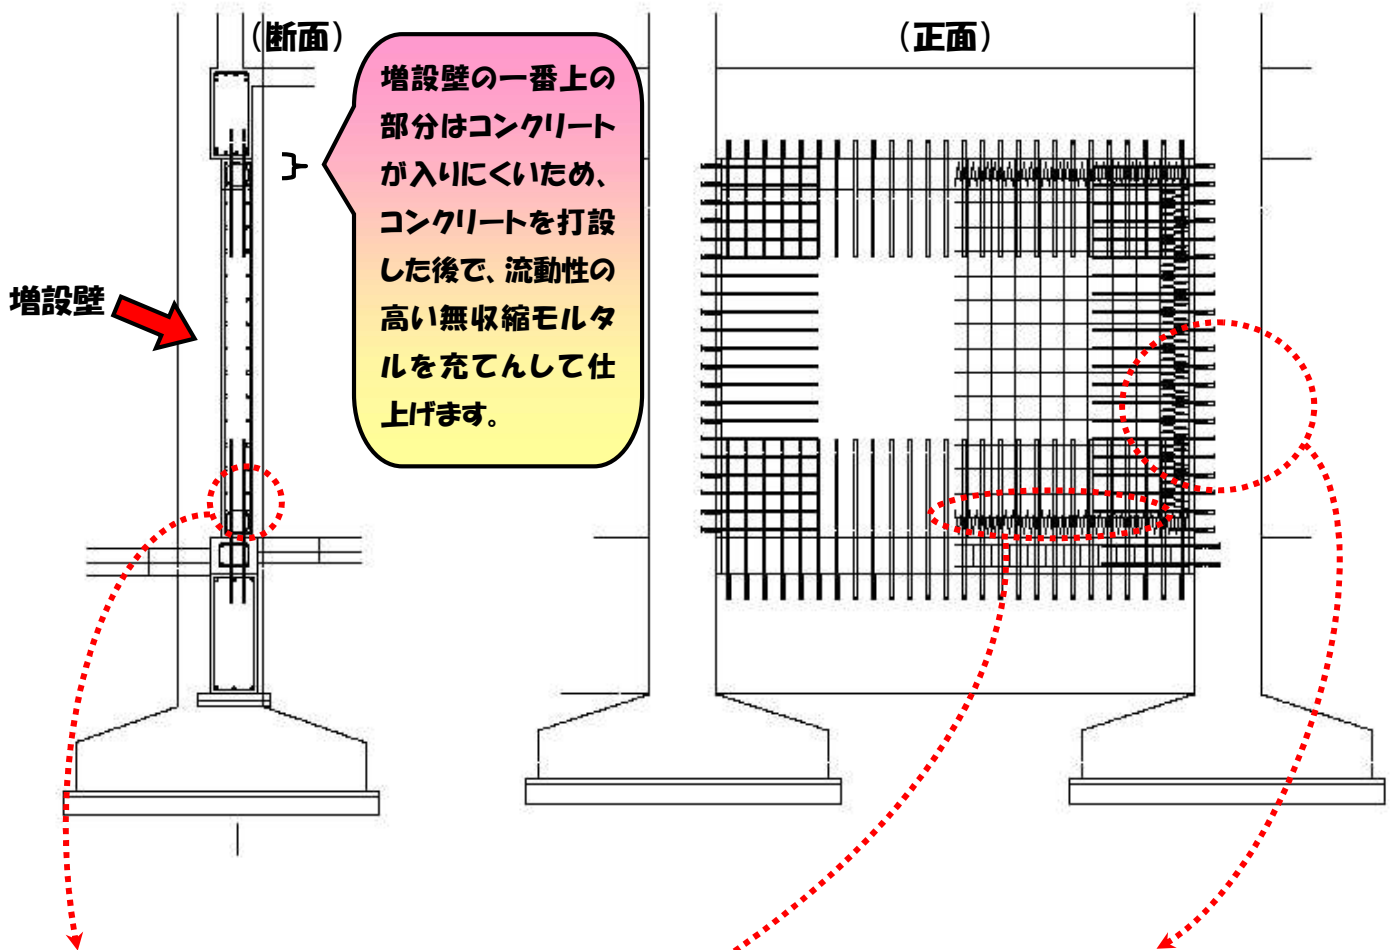 (断面)
(正面)
増設壁の一番上の
部分はコンクリート
が入りにくいため、
コンクリートを打設
した後で、流動性の
高い無収縮モルタ
ルを充てんして仕
上げます。
増設壁